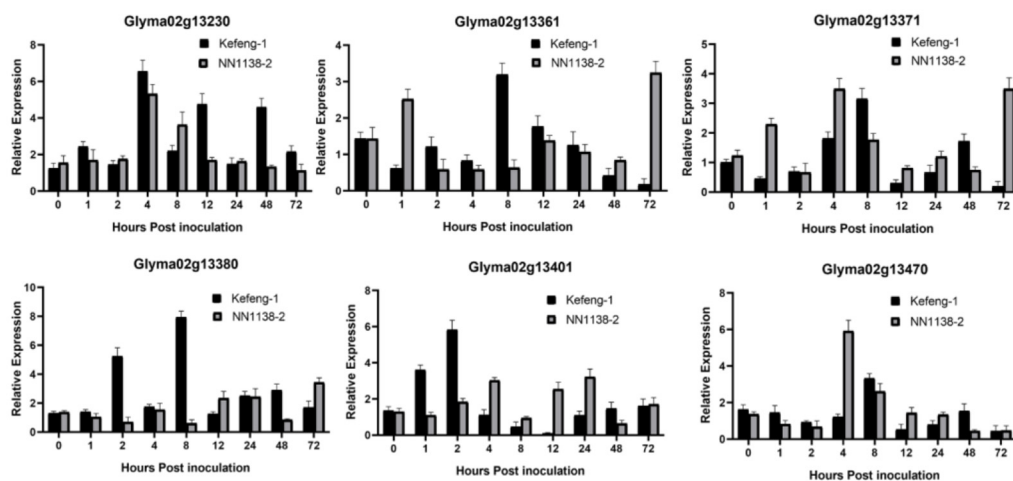 Glyma02g13230
Relative Expression
8
6
4
2
0
Kefeng-1
NN1138-2
0 1 2 4 8 12 24 48 72
Hours Post inoculation
Glyma02g13361
Relative Expression
4
3
2
1
0
Kefeng-1
NN1138-2
0 1 2 4 8 12 24 48 72
Hours Post inoculation
Glyma02g13371
Relative Expression
5
4
3
2
1
0
Kefeng-1
NN1138-2
0 1 2 4 8 12 24 48 72
Hours Post inoculation
Glyma02g13380
Relative Expression
10
8
6
4
2
0
Kefeng-1
NN1138-2
0 1 2 4 8 12 24 48 72
Hours Post inoculation
Glyma02g13401
Relative Expression
8
6
4
2
0
Kefeng-1
NN1138-2
0 1 2 4 8 12 24 48 72
Hours Post inoculation
Glyma02g13470
Relative Expression
8
6
4
2
0
Kefeng-1
NN1138-2
0 1 2 4 8 12 24 48 72
Hours Post inoculation